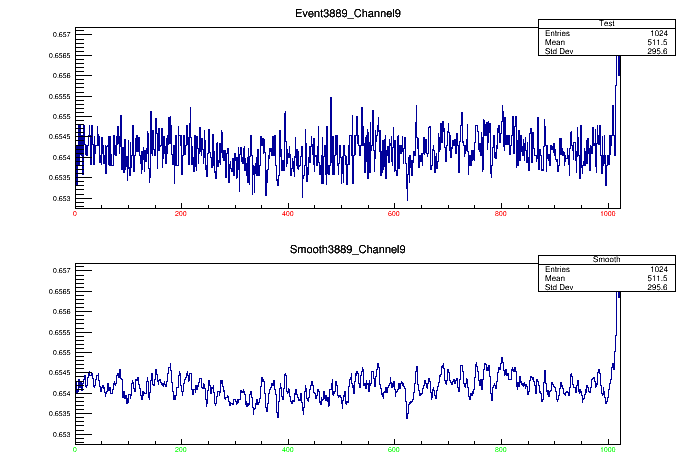 Event3889_Channel9
Test
Entries 1024
Mean 511.5
Std Dev 295.6
0.657
0.6565
0.656
0.6555
0.655
0.6545
0.654
0.6535
0.653
0 200 400 600 800 1000
Smooth3889_Channel9
Smooth
Entries 1024
Mean 511.5
Std Dev 295.6
0.657
0.6565
0.656
0.6555
0.655
0.6545
0.654
0.6535
0.653
0 200 400 600 800 1000